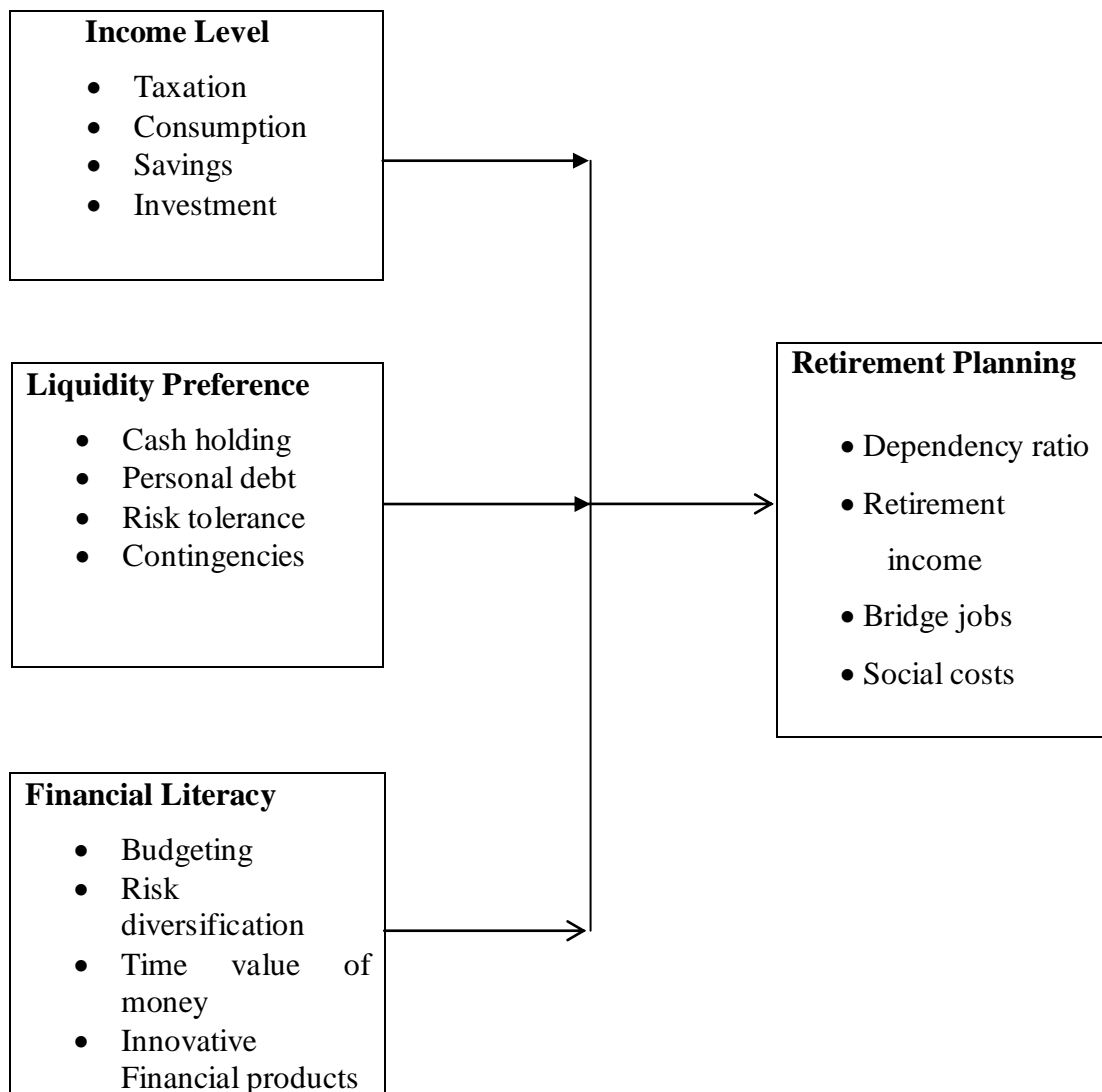 Income Level
• Taxation
• Consumption
• Savings
• Investment
Liquidity Preference
• Cash holding
• Personal debt
• Risk tolerance
• Contingencies
Financial Literacy
• Budgeting
• Risk
diversification
• Time value of
money
• Innovative
Financial products
Retirement Planning
• Dependency ratio
• Retirement
income
• Bridge jobs
• Social costs